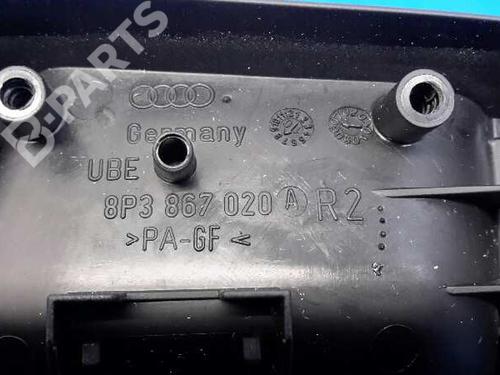 B-PARTS
Germany
UBE
8P3 867 020 A R2
>PA-GF<